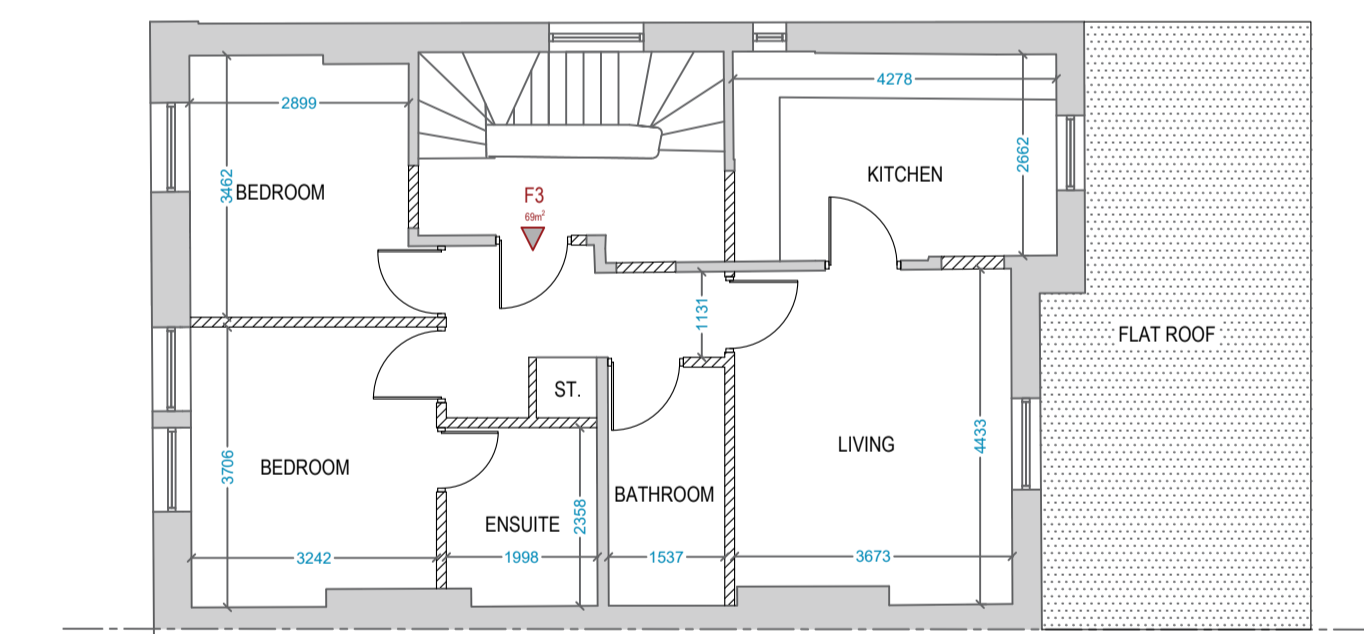 4278
2899
2662
KITCHEN
3462
BEDROOM
F3
69m²
1131
FLAT ROOF
ST.
LIVING
4433
3706
BEDROOM
BATHROOM
2358
ENSUITE
3242
1998
1537
3673